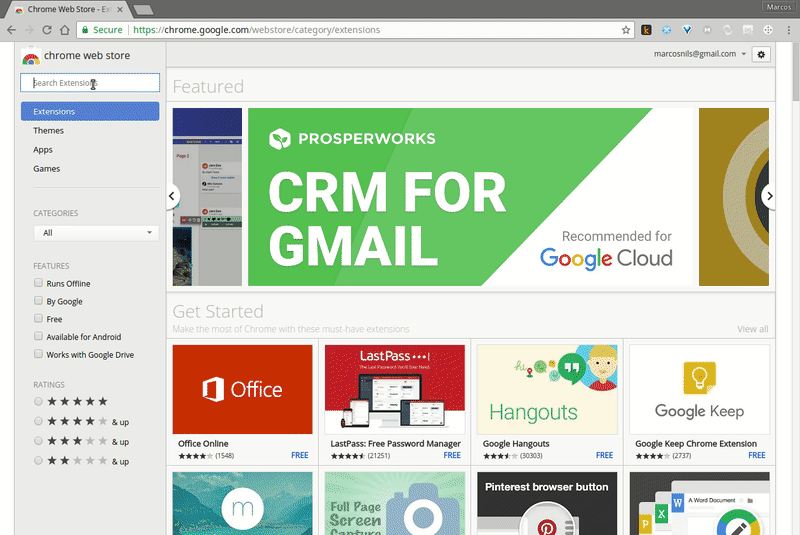 Chrome Web Store - Ex
Marcos
Secure
https://chrome.google.com/webstore/category/extensions
chrome web store
marcosnils@gmail.com
Search Extensions
Extensions
Themes
Apps
Games
CATEGORIES
All
FEATURES
Runs Offline
By Google
Free
Available for Android
Works with Google Drive
RATINGS
& up
& up
& up
Featured
PROSPERWORKS
CRM FOR
GMAIL
Recommended for
Google Cloud
Get Started
Make the most of Chrome with these must-have extensions
View all
Office
LastPass
Hangouts
Google Keep
Office Online
(1548)
FREE
LastPass: Free Password Manager
(21251)
FREE
Google Hangouts
(30303)
FREE
Google Keep Chrome Extension
(2737)
FREE
m
Full Page
Screen
Capture
Pinterest browser button
A Word Document
W
X
P